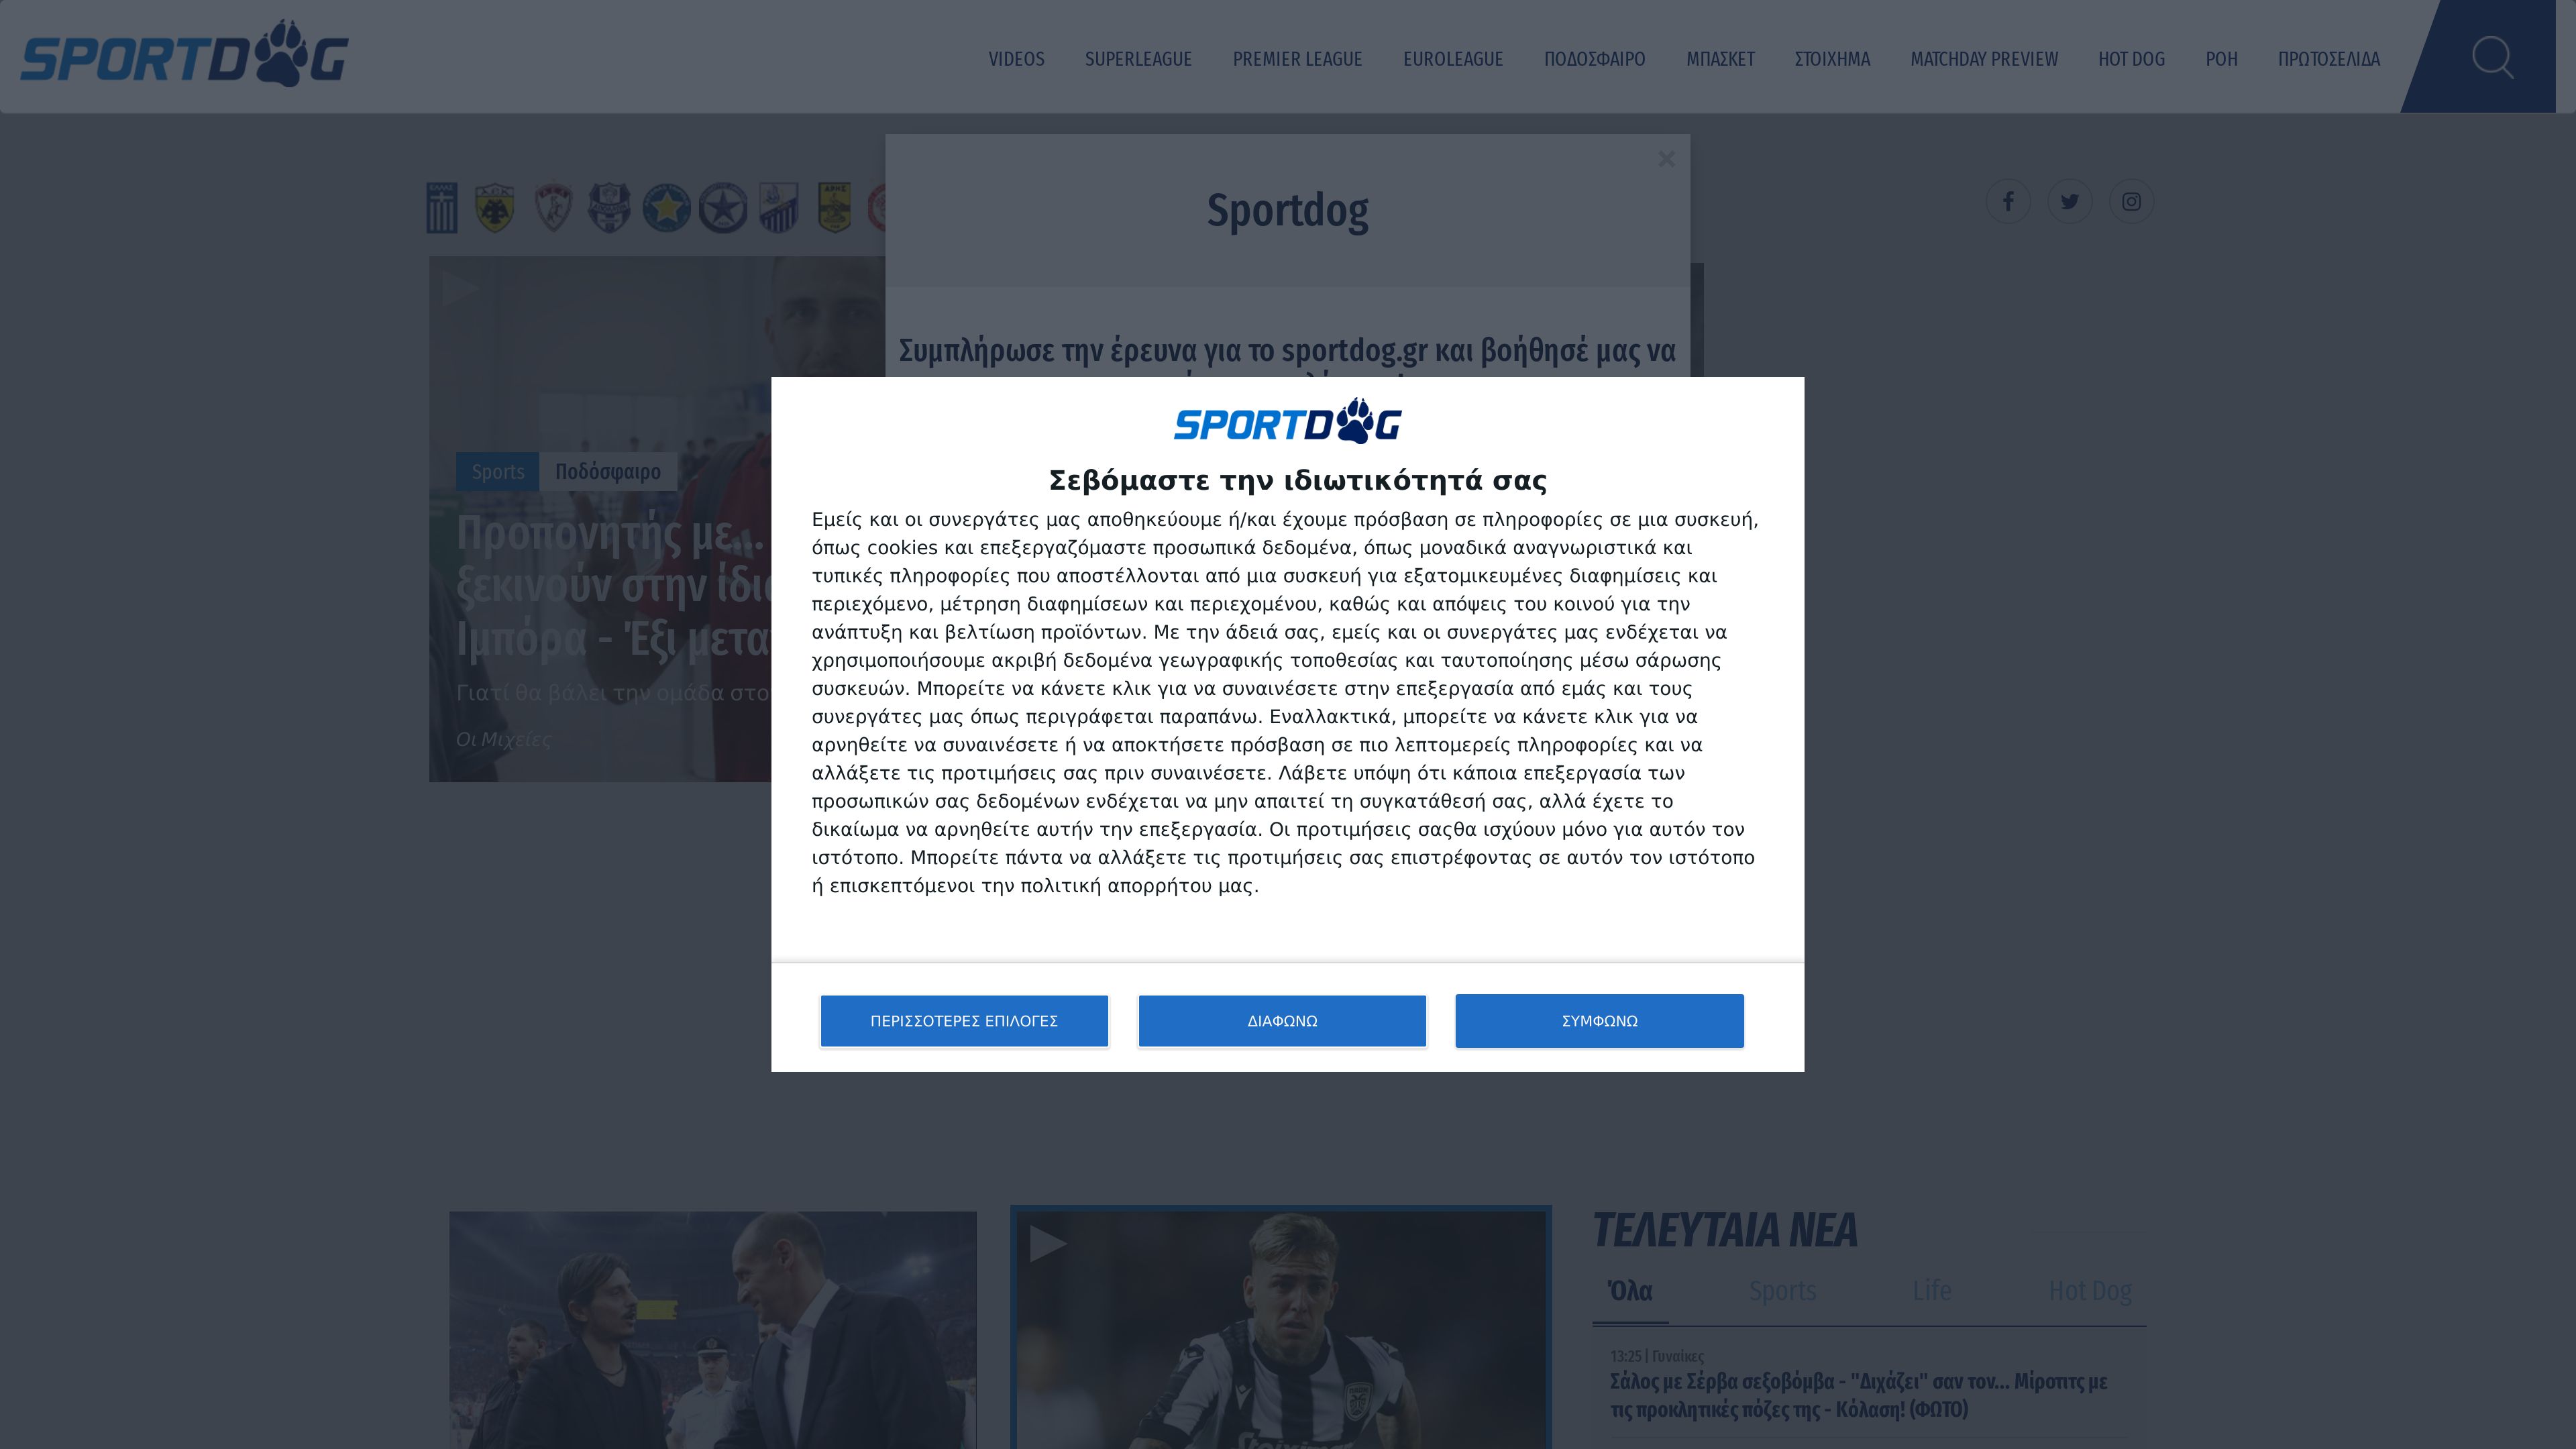 SPORTDOG
VIDEOS SUPERLEAGUE PREMIER LEAGUE EUROLEAGUE ΠΟΔΟΣΦΑΙΡΟ ΜΠΑΣΚΕΤ ΣΤΟΙΧΗΜΑ MATCHDAY PREVIEW HOT DOG ΡΟΗ ΠΡΩΤΟΣΕΛΙΔΑ
Sportdog
Συμπλήρωσε την έρευνα για το sportdog.gr και βοήθησέ μας να
Sports Ποδόσφαιρο
Προπονητής με...
ξεκινούν στην ίδια
Ιμπόρα - Έξι
Γιατί θα βάλει την ομάδα
Οι Μιχείες
SPORTDOG
Σεβόμαστε την ιδιωτικότητά σας
Εμείς και οι συνεργάτες μας αποθηκεύουμε ή/και έχουμε πρόσβαση σε πληροφορίες σε μια συσκευή,
όπως cookies και επεξεργαζόμαστε προσωπικά δεδομένα, όπως μοναδικά αναγνωριστικά και
τυπικές πληροφορίες που αποστέλλονται από μια συσκευή για εξατομικευμένες διαφημίσεις και
περιεχόμενο, μέτρηση διαφημίσεων και περιεχομένου, καθώς και απόψεις του κοινού για την
ανάπτυξη και βελτίωση προϊόντων. Με την άδειά σας, εμείς και οι συνεργάτες μας ενδέχεται να
χρησιμοποιήσουμε ακριβή δεδομένα γεωγραφικής τοποθεσίας και ταυτοποίησης μέσω σάρωσης
συσκευών. Μπορείτε να κάνετε κλικ για να συναινέσετε στην επεξεργασία από εμάς και τους
συνεργάτες μας όπως περιγράφεται παραπάνω. Εναλλακτικά, μπορείτε να κάνετε κλικ για να
αρνηθείτε να συναινέσετε ή να αποκτήσετε πρόσβαση σε πιο λεπτομερείς πληροφορίες και να
αλλάξετε τις προτιμήσεις σας πριν συναινέσετε. Λάβετε υπόψη ότι κάποια επεξεργασία των
προσωπικών σας δεδομένων ενδέχεται να μην απαιτεί τη συγκατάθεσή σας, αλλά έχετε το
δικαίωμα να αρνηθείτε αυτήν την επεξεργασία. Οι προτιμήσεις σαςθα ισχύουν μόνο για αυτόν τον
ιστότοπο. Μπορείτε πάντα να αλλάξετε τις προτιμήσεις σας επιστρέφοντας σε αυτόν τον ιστότοπο
ή επισκεπτόμενοι την πολιτική απορρήτου μας.
ΠΕΡΙΣΣΟΤΕΡΕΣ ΕΠΙΛΟΓΕΣ ΔΙΑΦΩΝΩ ΣΥΜΦΩΝΩ
ΤΕΛΕΥΤΑΙΑ ΝΕΑ
Όλα Sports Life Hot Dog
13:25 | Γυναίκες
Σάλος με Σέρβα σεξοβόμβα - "Διχάζει" σαν τον... Μίροπτς με
τις προκλητικές πόζες της - Κόλαση! (ΦΩΤΟ)